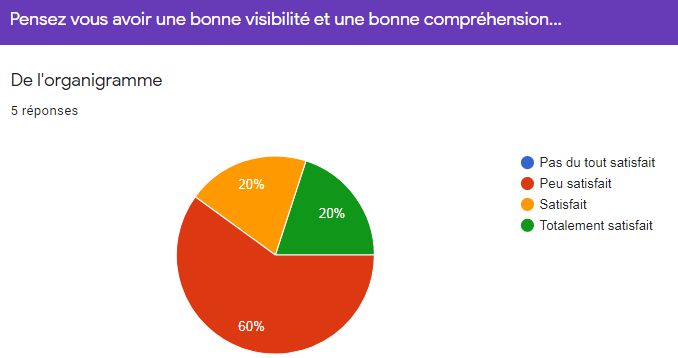 Pensez vous avoir une bonne visibilité et une bonne compréhension...
De l'organigramme
5 réponses
20%
20%
60%
Pas du tout satisfait
Peu satisfait
Satisfait
Totalement satisfait